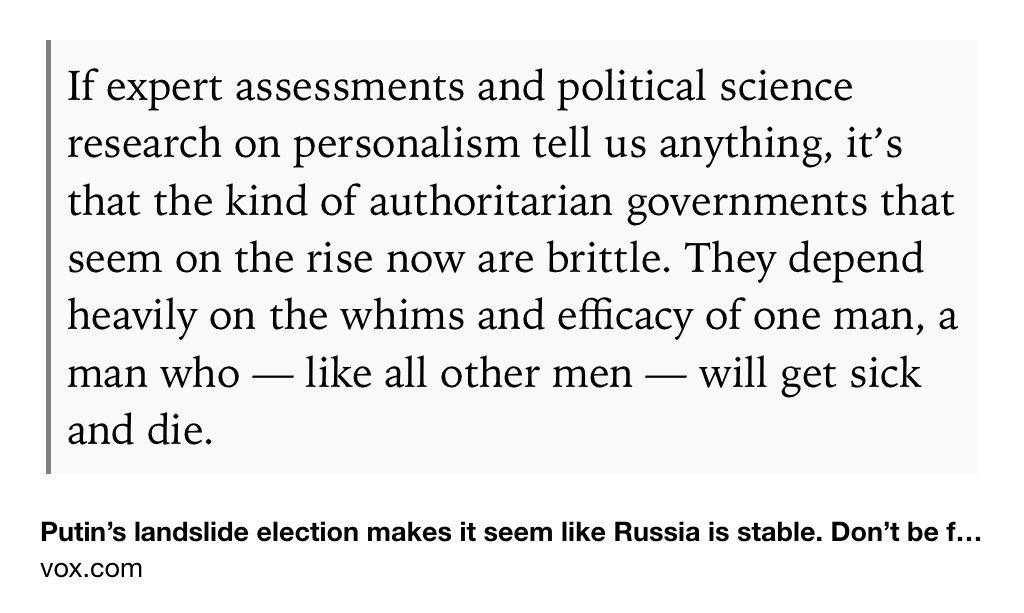 If expert assessments and political science
research on personalism tell us anything, it’s
that the kind of authoritarian governments that
seem on the rise now are brittle. They depend
heavily on the whims and efficacy of one man, a
man who — like all other men — will get sick
and die.
Putin’s landslide election makes it seem like Russia is stable. Don’t be f…
vox.com